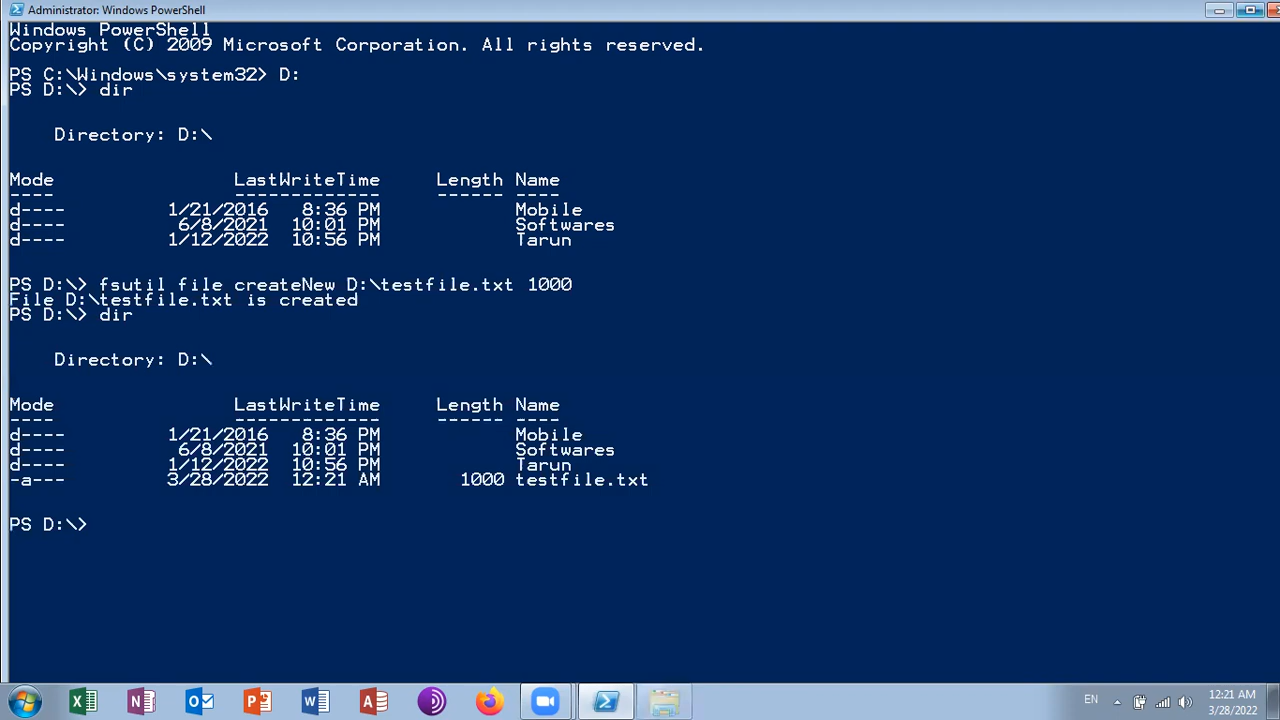 Administrator: Windows PowerShell
Windows PowerShell
Copyright (C) 2009 Microsoft Corporation. All rights reserved.
PS C:\Windows\system32> D:
PS D:\> dir
Directory: D:\
Mode LastWriteTime Length Name
---- ------------- ------ ----
d---- 1/21/2016 8:36 PM Mobile
d---- 6/8/2021 10:01 PM Softwares
d---- 1/12/2022 10:56 PM Tarun
PS D:\> fsutil file createNew D:\testfile.txt 1000
File D:\testfile.txt is created
PS D:\> dir
Directory: D:\
Mode LastWriteTime Length Name
---- ------------- ------ ----
d---- 1/21/2016 8:36 PM Mobile
d---- 6/8/2021 10:01 PM Softwares
d---- 1/12/2022 10:56 PM Tarun
-a--- 3/28/2022 12:21 AM 1000 testfile.txt
PS D:\>
EN
12:21 AM
3/28/2022